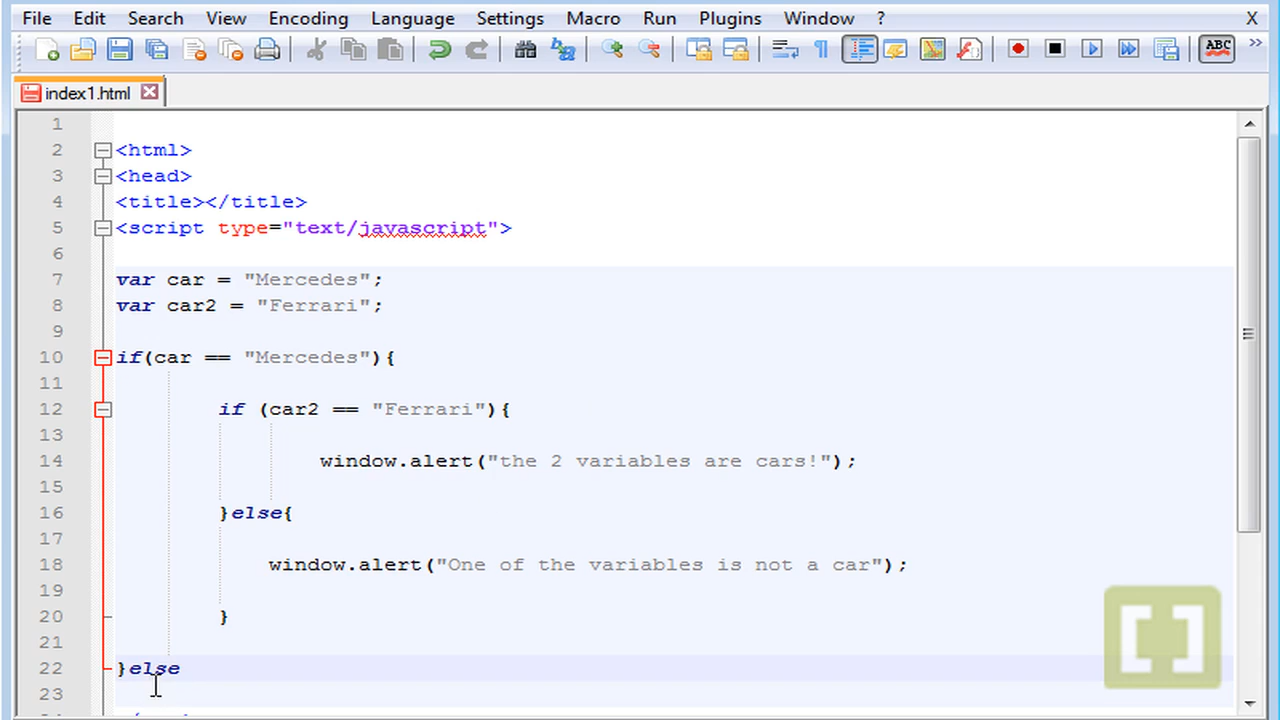 File Edit Search View Encoding Language Settings Macro Run Plugins Window ? X
ABC »
index1.html
1
2 <html>
3 <head>
4 <title></title>
5 <script type="text/javascript">
6
7 var car = "Mercedes";
8 var car2 = "Ferrari";
9
10 if(car == "Mercedes"){
11
12 if (car2 == "Ferrari"){
13
14 window.alert("the 2 variables are cars!");
15
16 }else{
17
18 window.alert("One of the variables is not a car");
19
20 }
21
22 }else
23